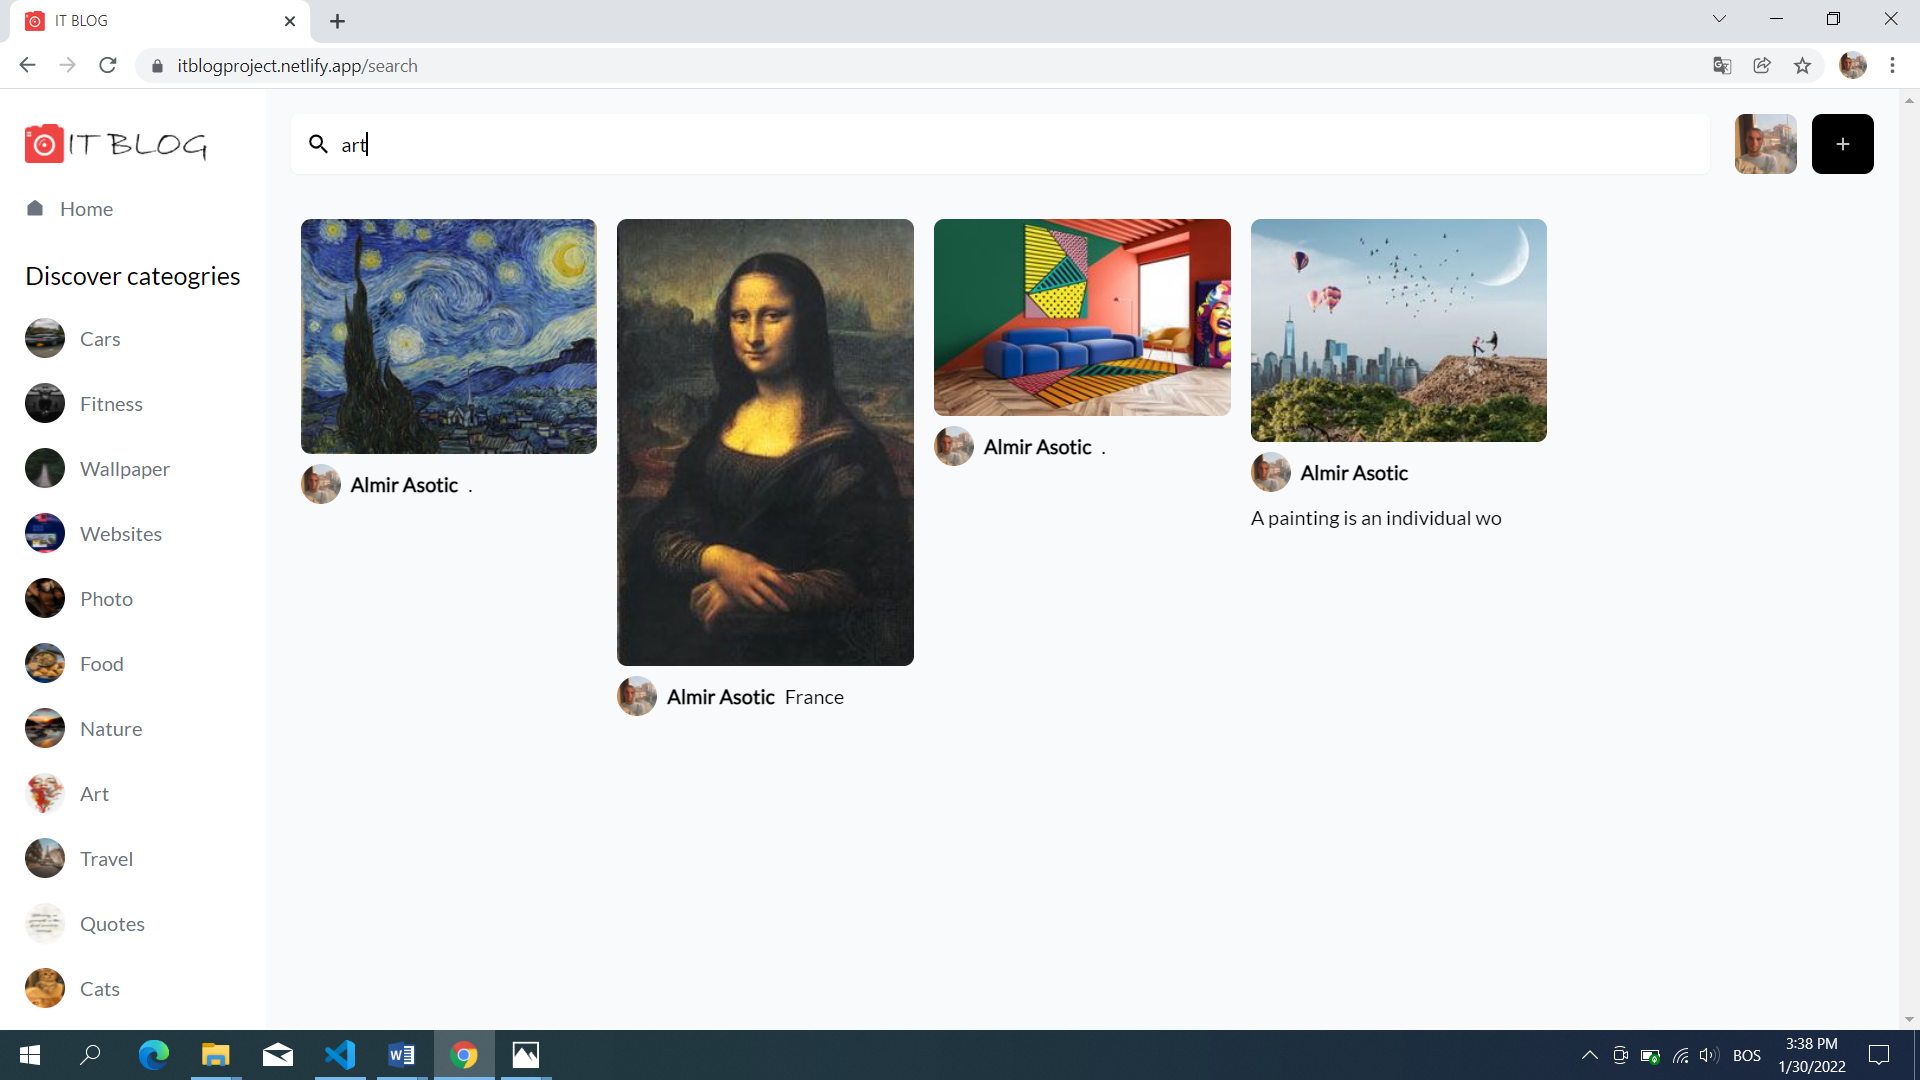 IT BLOG
itblogproject.netlify.app/search
IT BLOG
art
Home
Discover cateogries
Cars
Fitness
Wallpaper
Websites
Photo
Food
Nature
Art
Travel
Quotes
Cats
Almir Asotic .
Almir Asotic France
Almir Asotic .
Almir Asotic
A painting is an individual wo
BOS
3:38 PM
1/30/2022